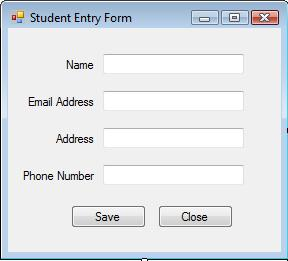 Student Entry Form
Name
Email Address
Address
Phone Number
Save Close